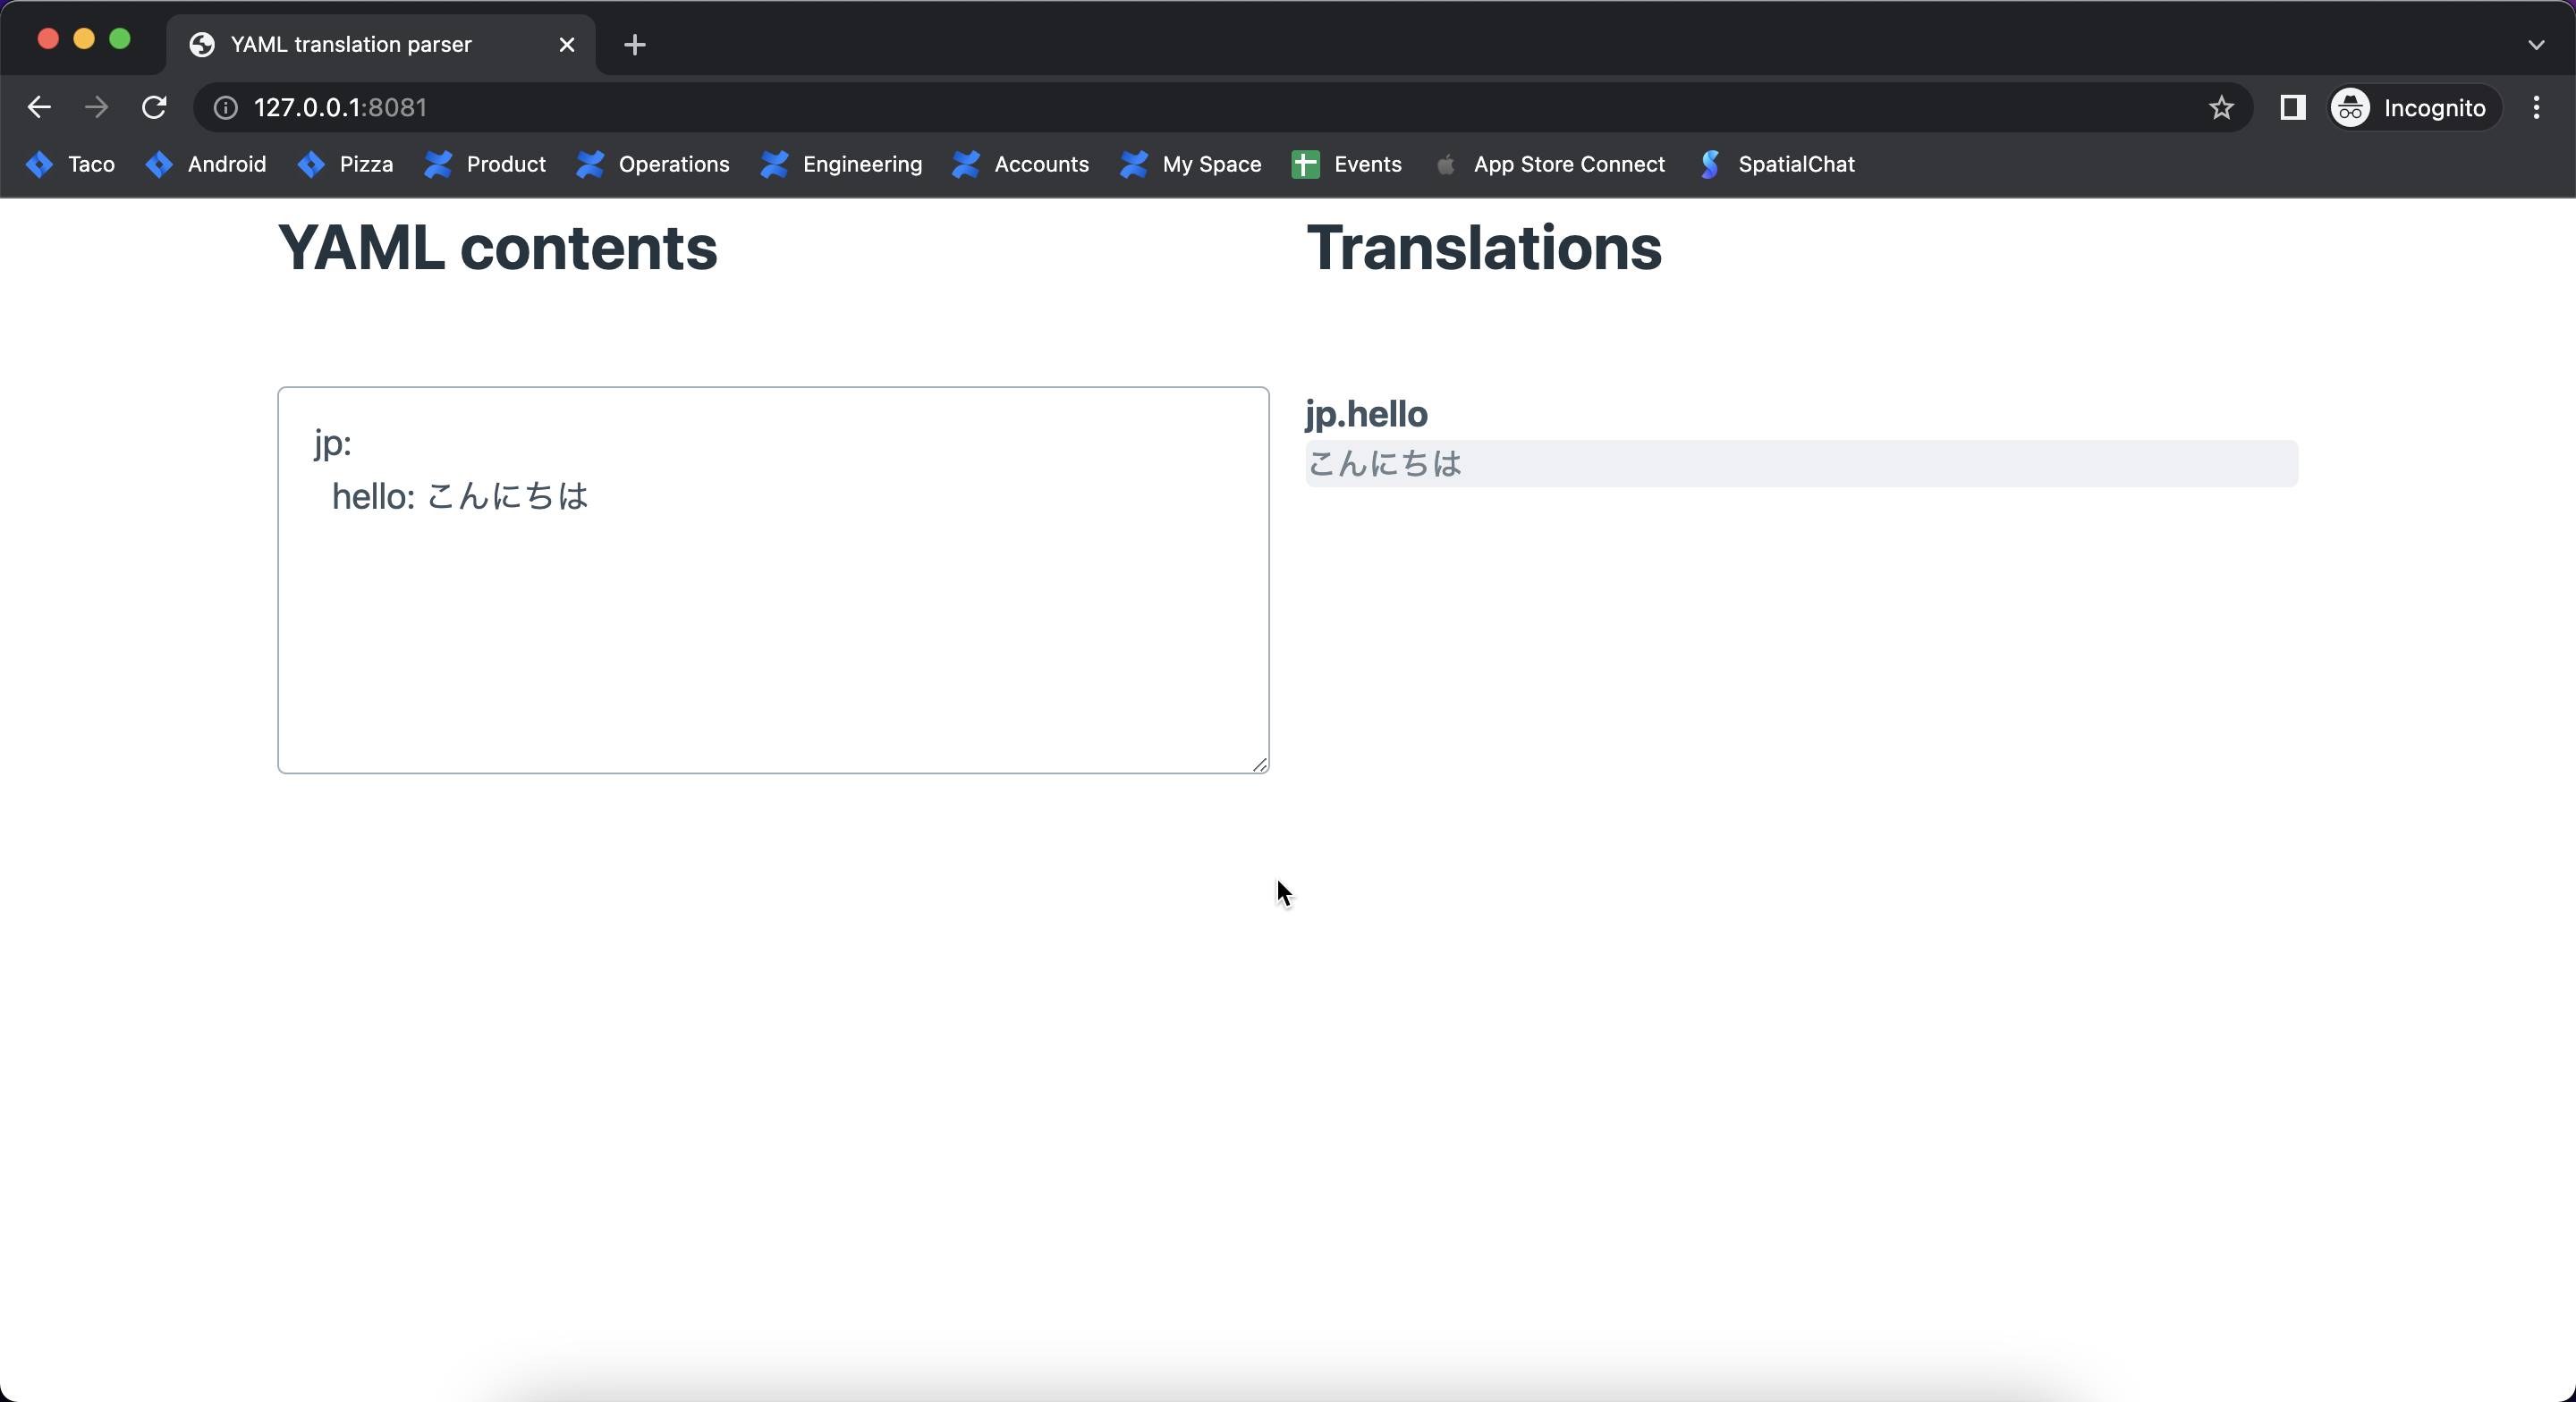 YAML translation parser
127.0.0.1:8081
Incognito
Taco Android Pizza Product Operations Engineering Accounts My Space Events App Store Connect SpatialChat
YAML contents
Translations
jp:
hello: こんにちは
jp.hello
こんにちは